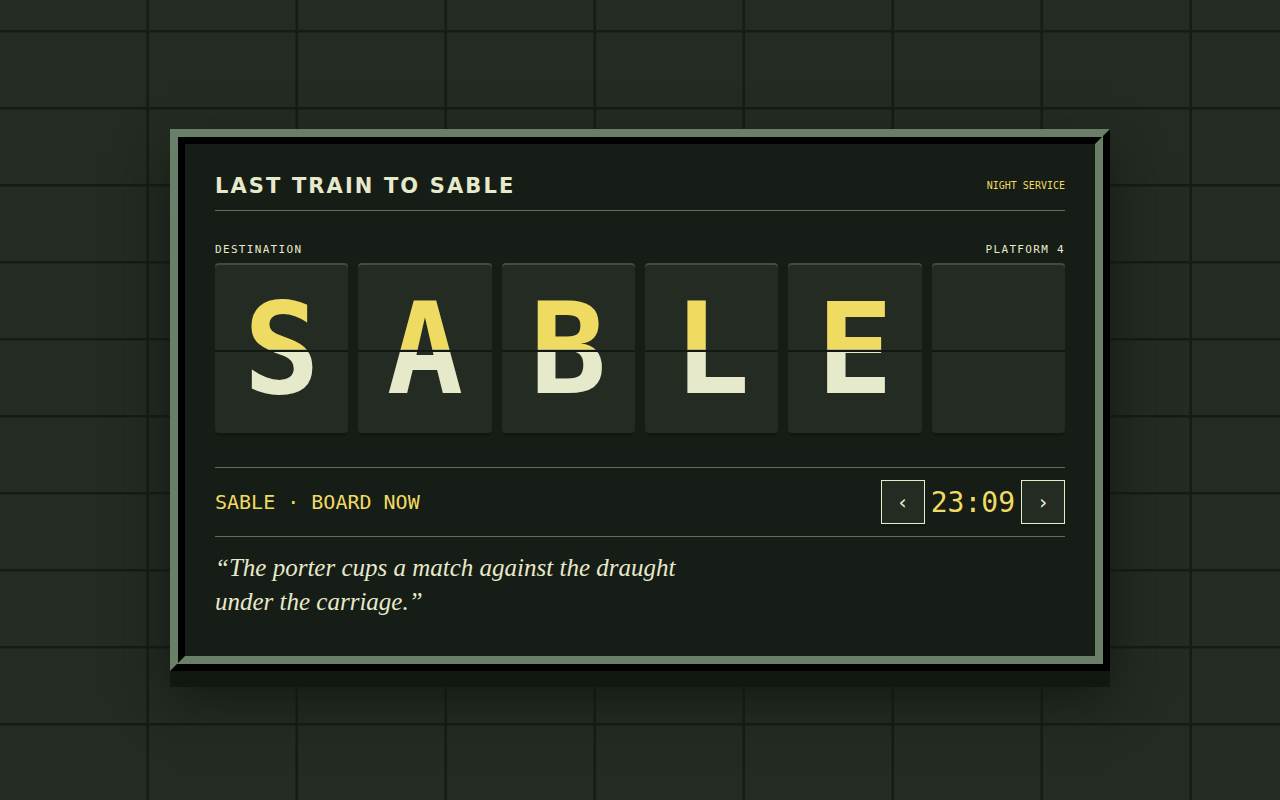 LAST TRAIN TO SABLE
NIGHT SERVICE
DESTINATION
PLATFORM 4
SABLE
SABLE · BOARD NOW
‹ 23:09 ›
“The porter cups a match against the draught
under the carriage.”